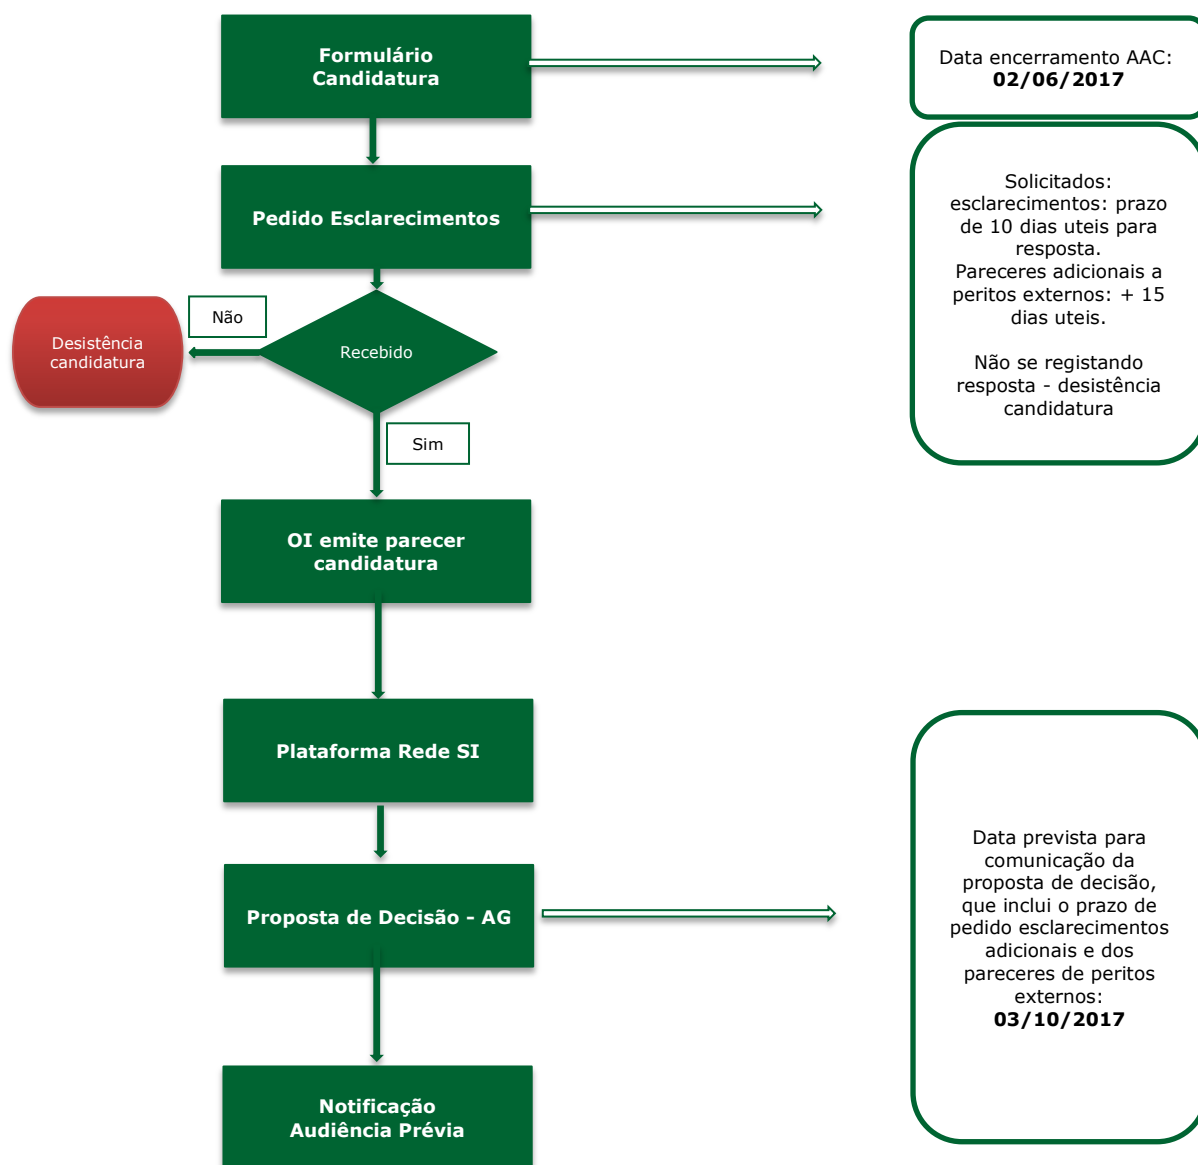 Formulário
Candidatura
Data encerramento AAC:
02/06/2017
Pedido Esclarecimentos
Solicitados:
esclarecimentos: prazo
de 10 dias uteis para
resposta.
Pareceres adicionais a
peritos externos: + 15
dias uteis.
Não se registando
resposta - desistência
candidatura
Não
Desistência
candidatura
Recebido
Sim
OI emite parecer
candidatura
Plataforma Rede SI
Proposta de Decisão - AG
Data prevista para
comunicação da
proposta de decisão,
que inclui o prazo de
pedido esclarecimentos
adicionais e dos
pareceres de peritos
externos:
03/10/2017
Notificação
Audiência Prévia